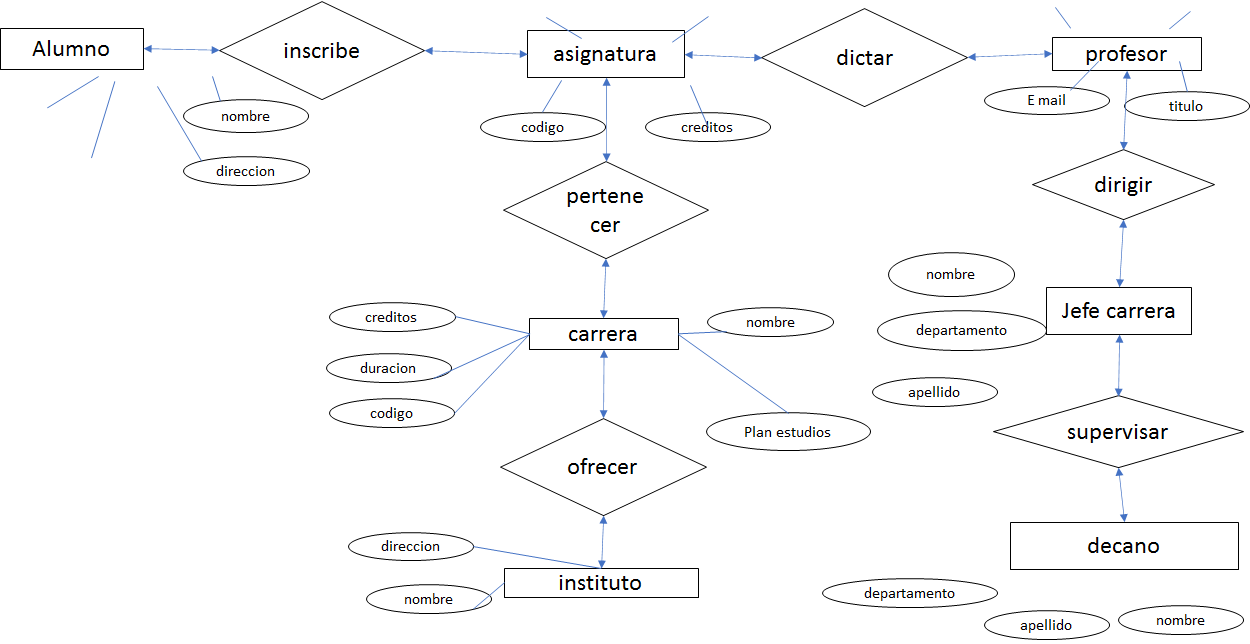 Alumno
inscribe
asignatura
dictar
profesor
nombre
direccion
codigo
creditos
E mail
titulo
pertene
cer
dirigir
nombre
departamento
apellido
Jefe carrera
creditos
duracion
codigo
carrera
nombre
Plan estudios
supervisar
ofrecer
direccion
nombre
instituto
decano
departamento
apellido
nombre